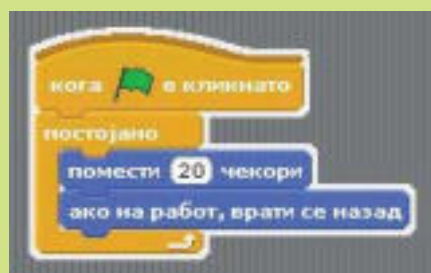 кога е кликнато
постојано
помести 20 чекори
ако на работ, врати се назад